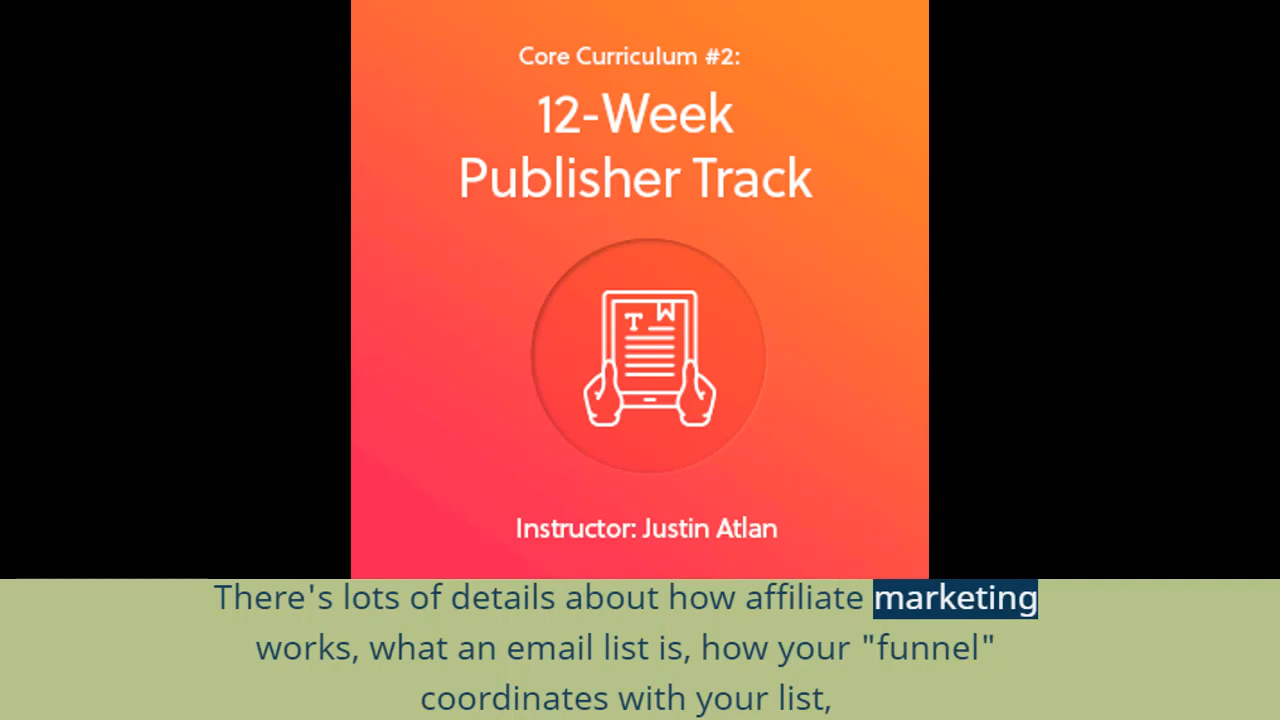 Core Curriculum #2:
12-Week
Publisher Track
T
Instructor: Justin Atlan
There's lots of details about how affiliate marketing
works, what an email list is, how your "funnel"
coordinates with your list,